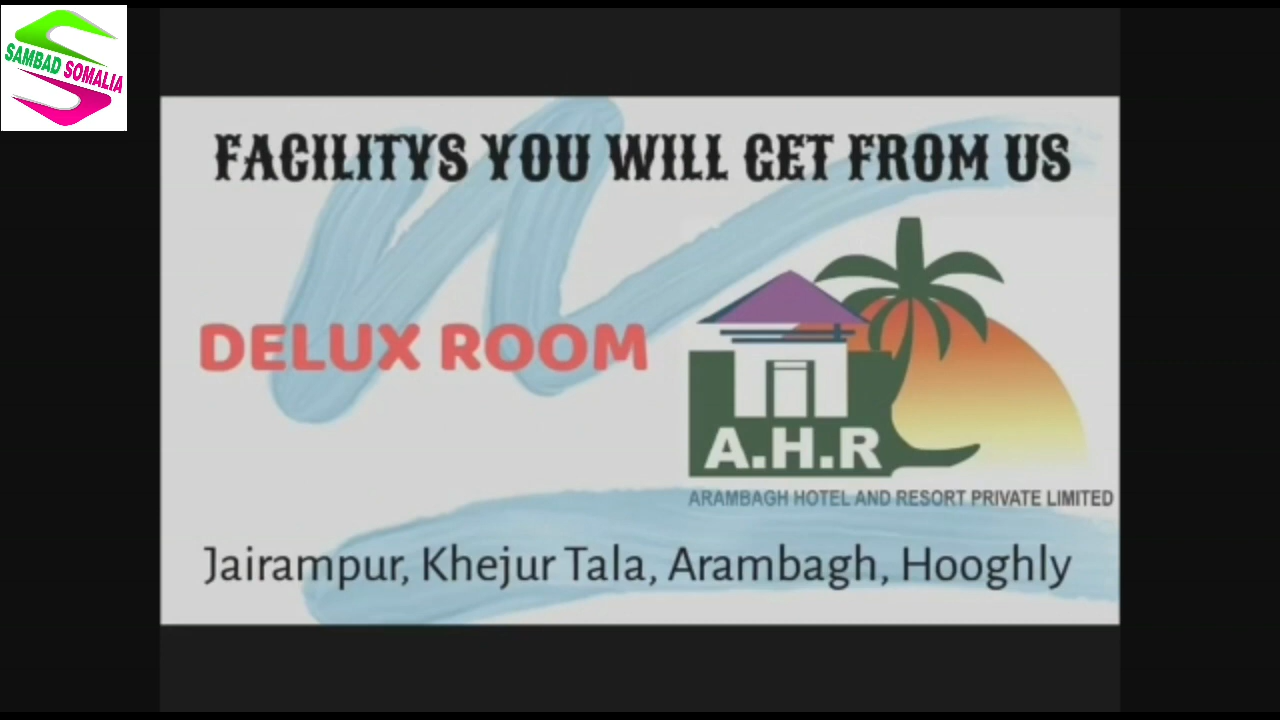 SAMBAD SOMALIA
FACILITYS YOU WILL GET FROM US
DELUX ROOM
A.H.R
ARAMBAGH HOTEL AND RESORT PRIVATE LIMITED
Jairampur, Khejur Tala, Arambagh, Hooghly